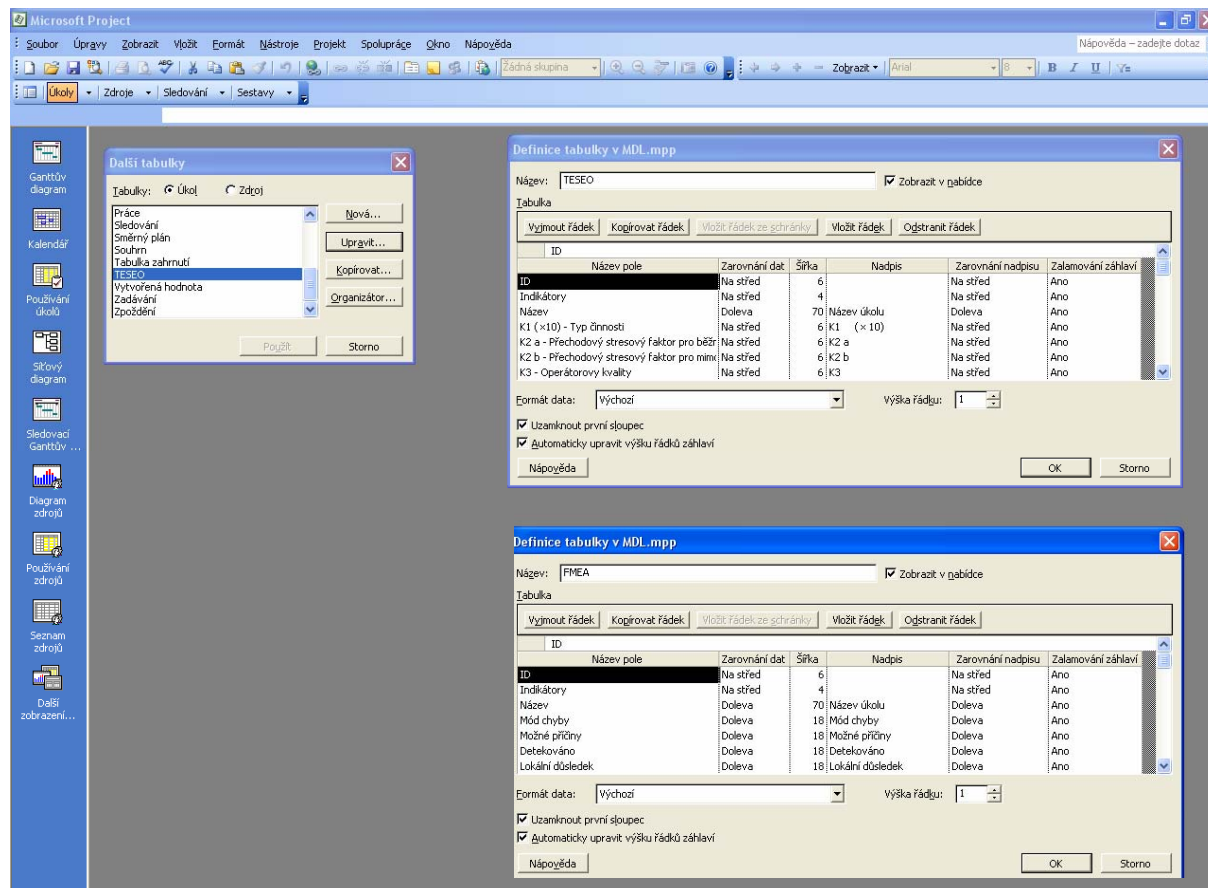 Microsoft Project
Soubor Úpravy Zobrazit Vložit Formát Nástroje Projekt Spolupráce Okno Nápověda Nápověda – zadejte dotaz
Žádná skupina Zobrazit Arial 8 B I U
Úkoly Zdroje Sledování Sestavy
Ganttův diagram
Kalendář
Používání úkolů
Síťový diagram
Sledovací Ganttův ...
Diagram zdrojů
Používání zdrojů
Seznam zdrojů
Další zobrazení...
Další tabulky
Tabulky: Úkol Zdroj
Práce
Sledování
Směrný plán
Souhrn
Tabulka zahrnutí
TESEO
Vytvořená hodnota
Zadávání
Zpoždění
Nová...
Upravit...
Kopírovat...
Organizátor...
Použít Storno
Definice tabulky v MDL.mpp
Název: TESEO Zobrazit v nabídce
Tabulka
Vyjmout řádek Kopírovat řádek Vložit řádek ze schránky Vložit řádek Odstranit řádek
ID
Název pole Zarovnání dat Šířka Nadpis Zarovnání nadpisu Zalamování záhlaví
ID Na střed 6 Na střed Ano
Indikátory Na střed 4 Na střed Ano
Název Doleva 70 Název úkolu Doleva Ano
K1 (×10) - Typ činnosti Na střed 6 K1 (× 10) Na střed Ano
K2 a - Přechodový stresový faktor pro běžr Na střed 6 K2 a Na střed Ano
K2 b - Přechodový stresový faktor pro mimo Na střed 6 K2 b Na střed Ano
K3 - Operátorovy kvality Na střed 6 K3 Na střed Ano
Formát data: Výchozí Výška řádku: 1
Uzamknout první sloupec
Automaticky upravit výšku řádků záhlaví
Nápověda OK Storno
Definice tabulky v MDL.mpp
Název: FMEA Zobrazit v nabídce
Tabulka
Vyjmout řádek Kopírovat řádek Vložit řádek ze schránky Vložit řádek Odstranit řádek
ID
Název pole Zarovnání dat Šířka Nadpis Zarovnání nadpisu Zalamování záhlaví
ID Na střed 6 Na střed Ano
Indikátory Na střed 4 Na střed Ano
Název Doleva 70 Název úkolu Doleva Ano
Mód chyby Doleva 18 Mód chyby Doleva Ano
Možné příčiny Doleva 18 Možné příčiny Doleva Ano
Detekováno Doleva 18 Detekováno Doleva Ano
Lokální důsledek Doleva 18 Lokální důsledek Doleva Ano
Formát data: Výchozí Výška řádku: 1
Uzamknout první sloupec
Automaticky upravit výšku řádků záhlaví
Nápověda OK Storno